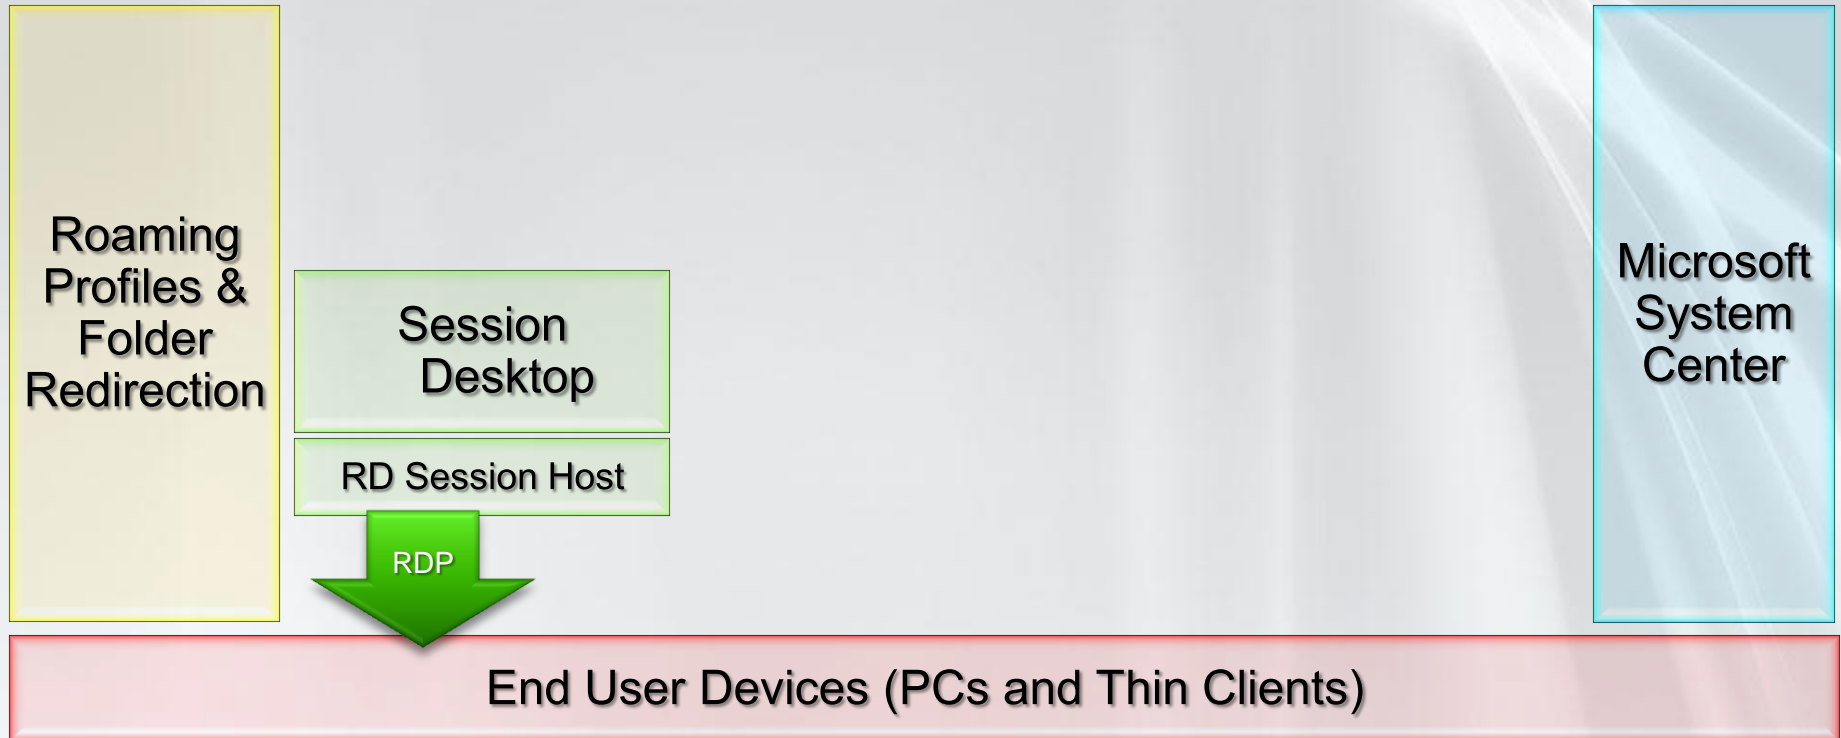 Roaming
Profiles &
Folder
Redirection
Session
Desktop
RD Session Host
RDP
Microsoft
System
Center
End User Devices (PCs and Thin Clients)